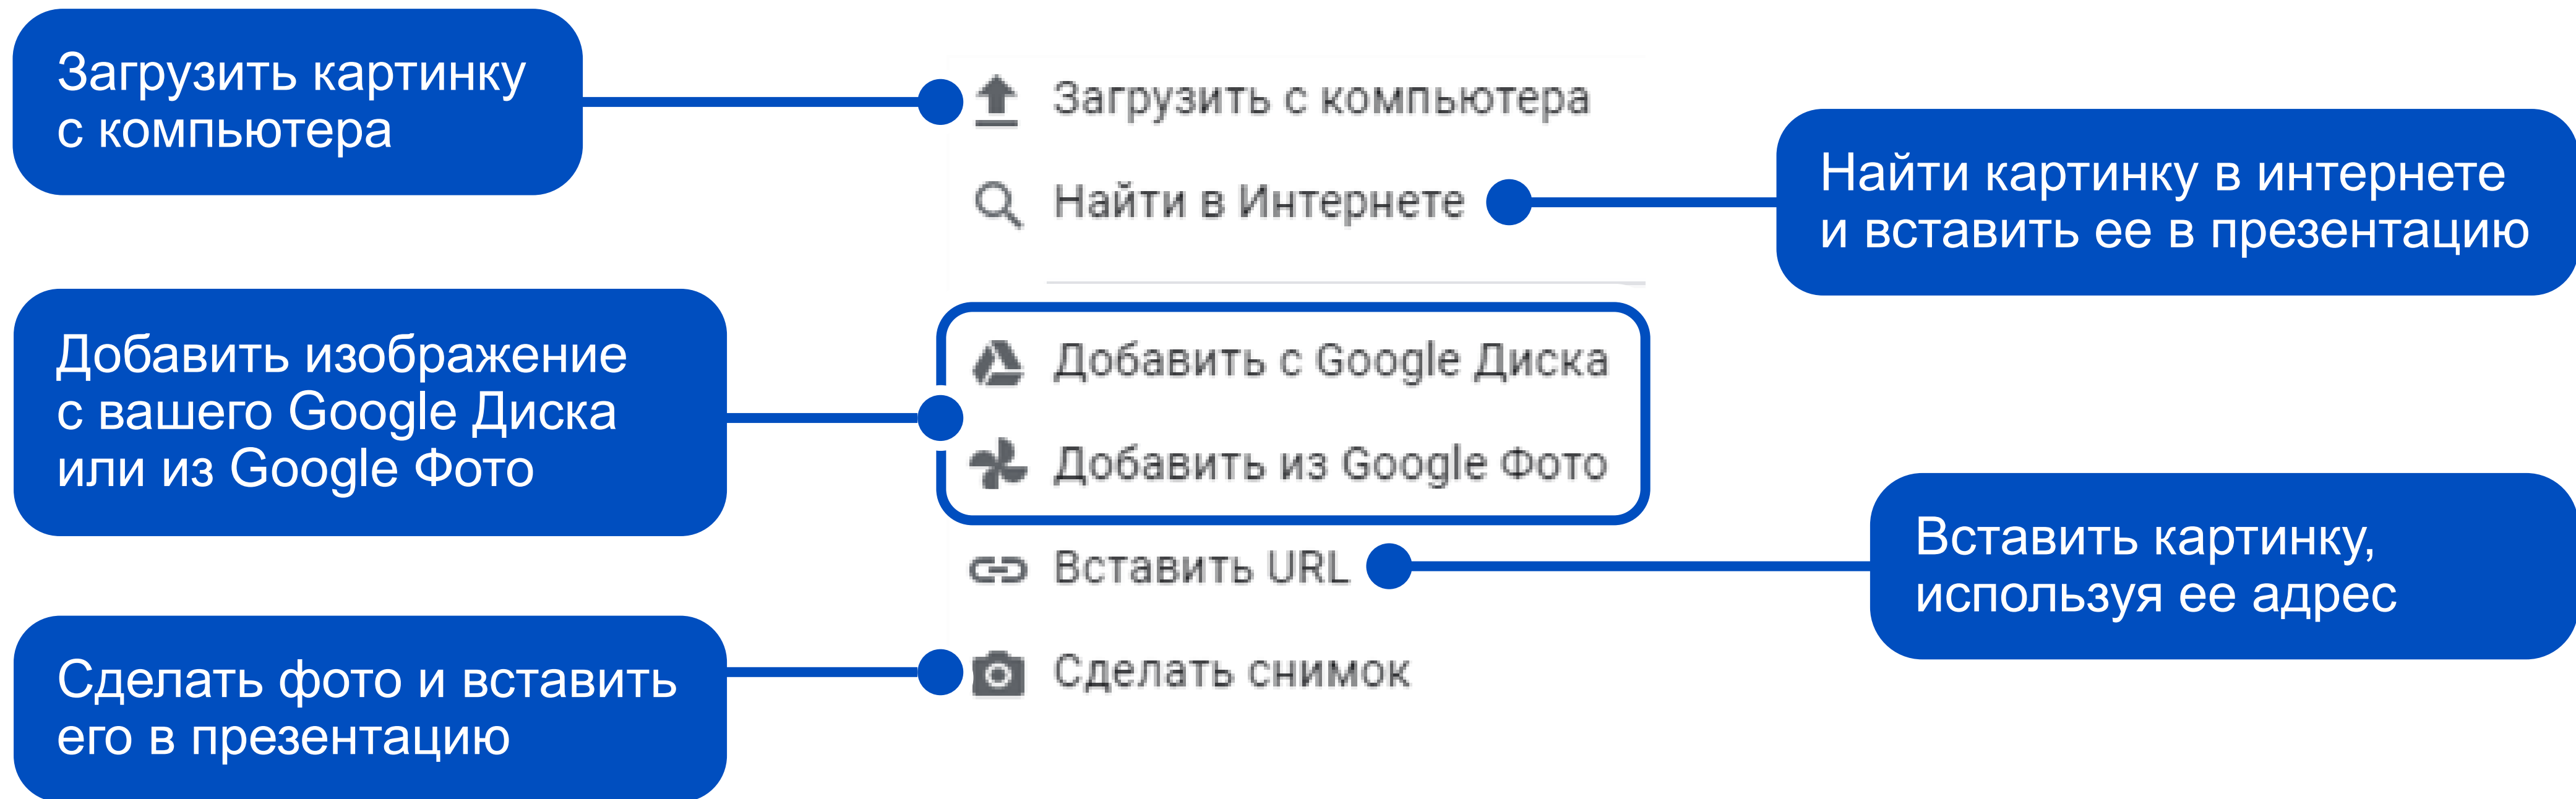 Загрузить картинку
с компьютера
Загрузить с компьютера
Найти в Интернете
Найти картинку в интернете
и вставить ее в презентацию
Добавить изображение
с вашего Google Диска
или из Google Фото
Добавить с Google Диска
Добавить из Google Фото
Вставить URL
Вставить картинку,
используя ее адрес
Сделать фото и вставить
его в презентацию
Сделать снимок